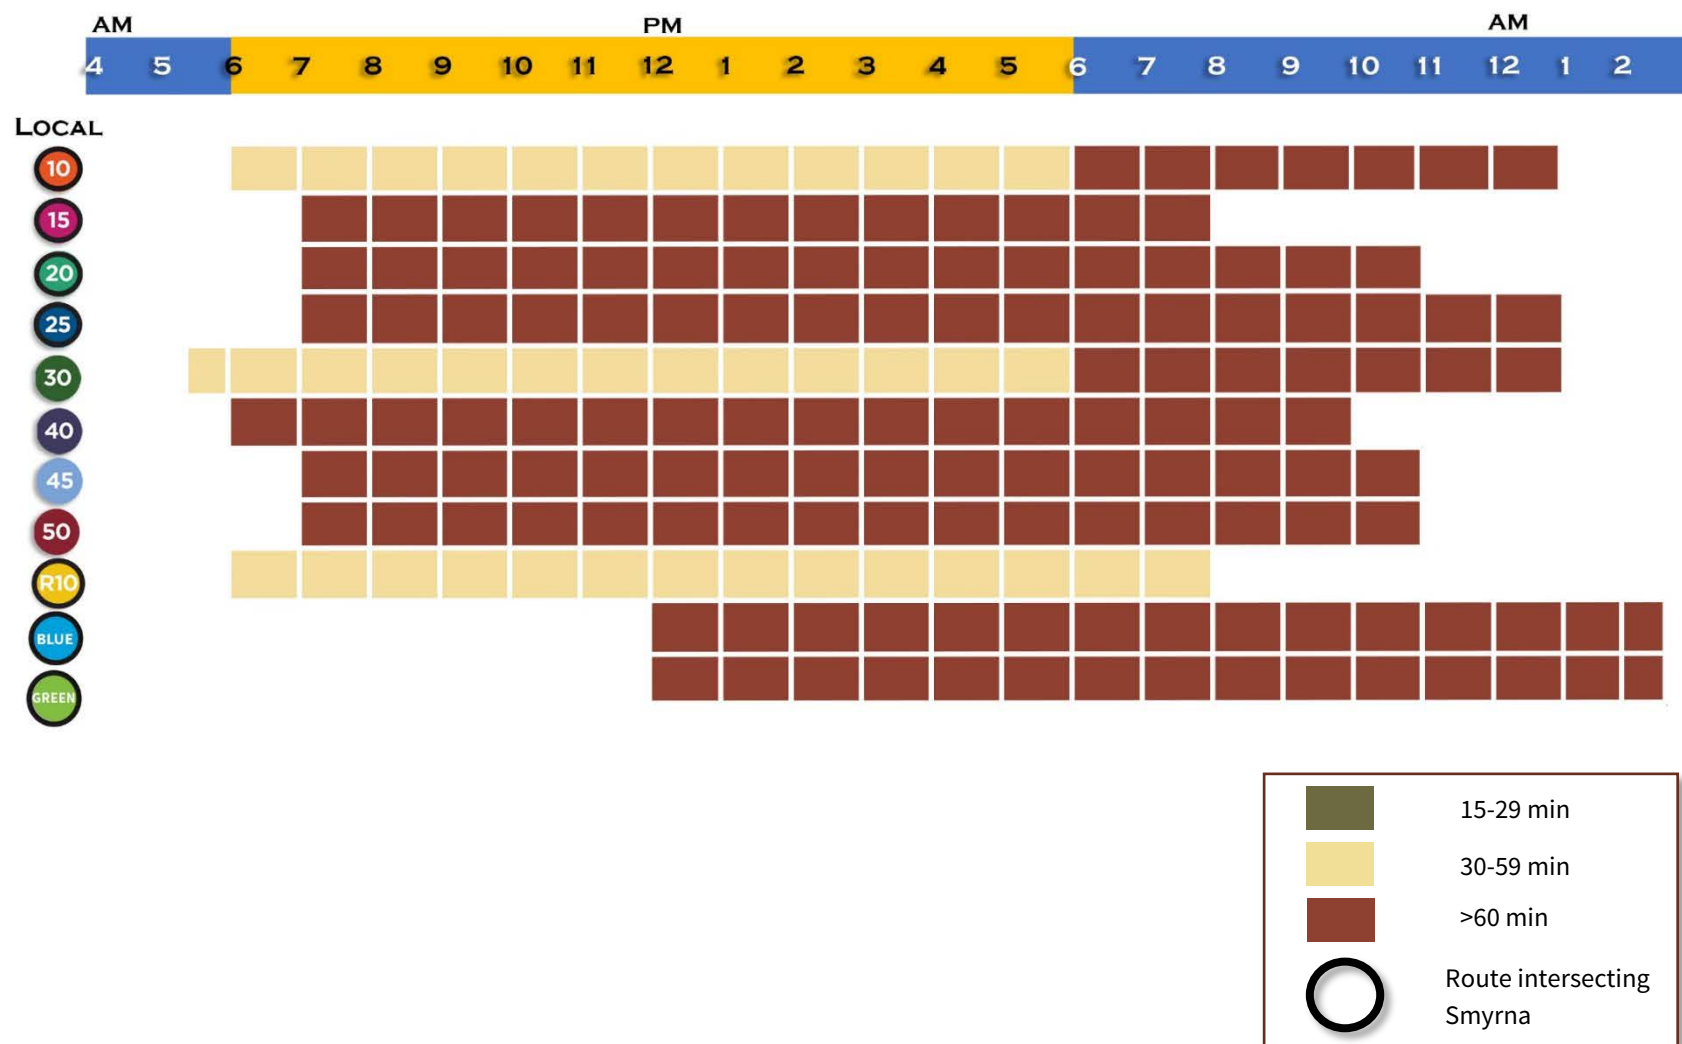 AM PM AM
4 5 6 7 8 9 10 11 12 1 2 3 4 5 6 7 8 9 10 11 12 1 2
LOCAL
10
15
20
25
30
40
45
50
R10
BLUE
GREEN
15-29 min
30-59 min
>60 min
Route intersecting
Smyrna